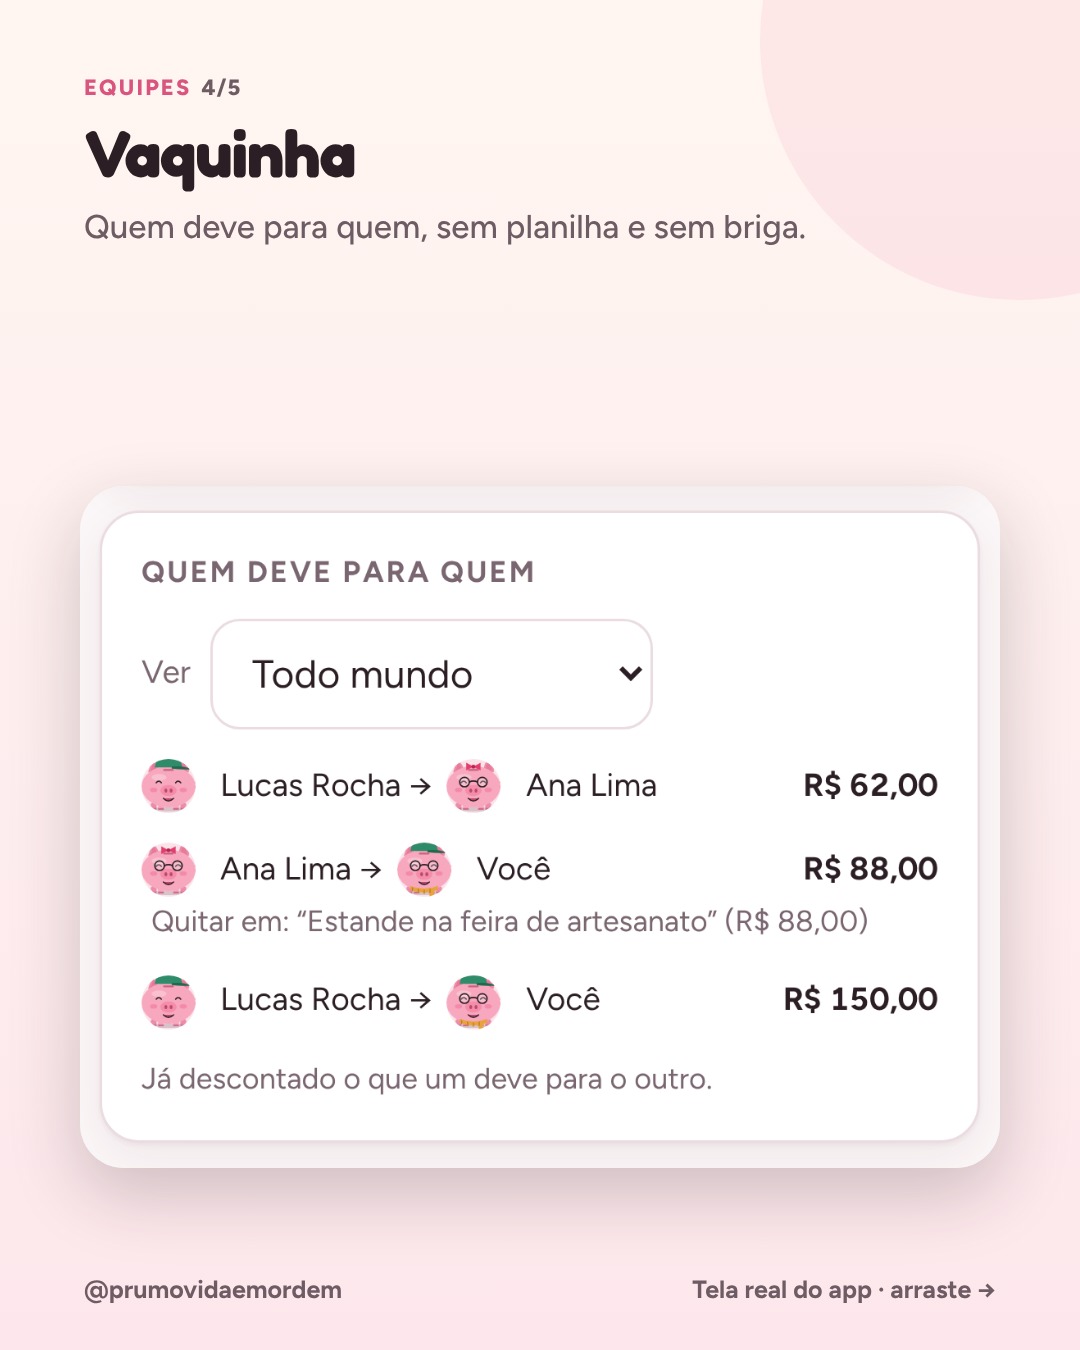 EQUIPES 4/5
Vaquinha
Quem deve para quem, sem planilha e sem briga.
QUEM DEVE PARA QUEM
Ver Todo mundo
Lucas Rocha → Ana Lima R$ 62,00
Ana Lima → Você R$ 88,00
Quitar em: “Estande na feira de artesanato” (R$ 88,00)
Lucas Rocha → Você R$ 150,00
Já descontado o que um deve para o outro.
@prumovidaemordem Tela real do app · arraste →